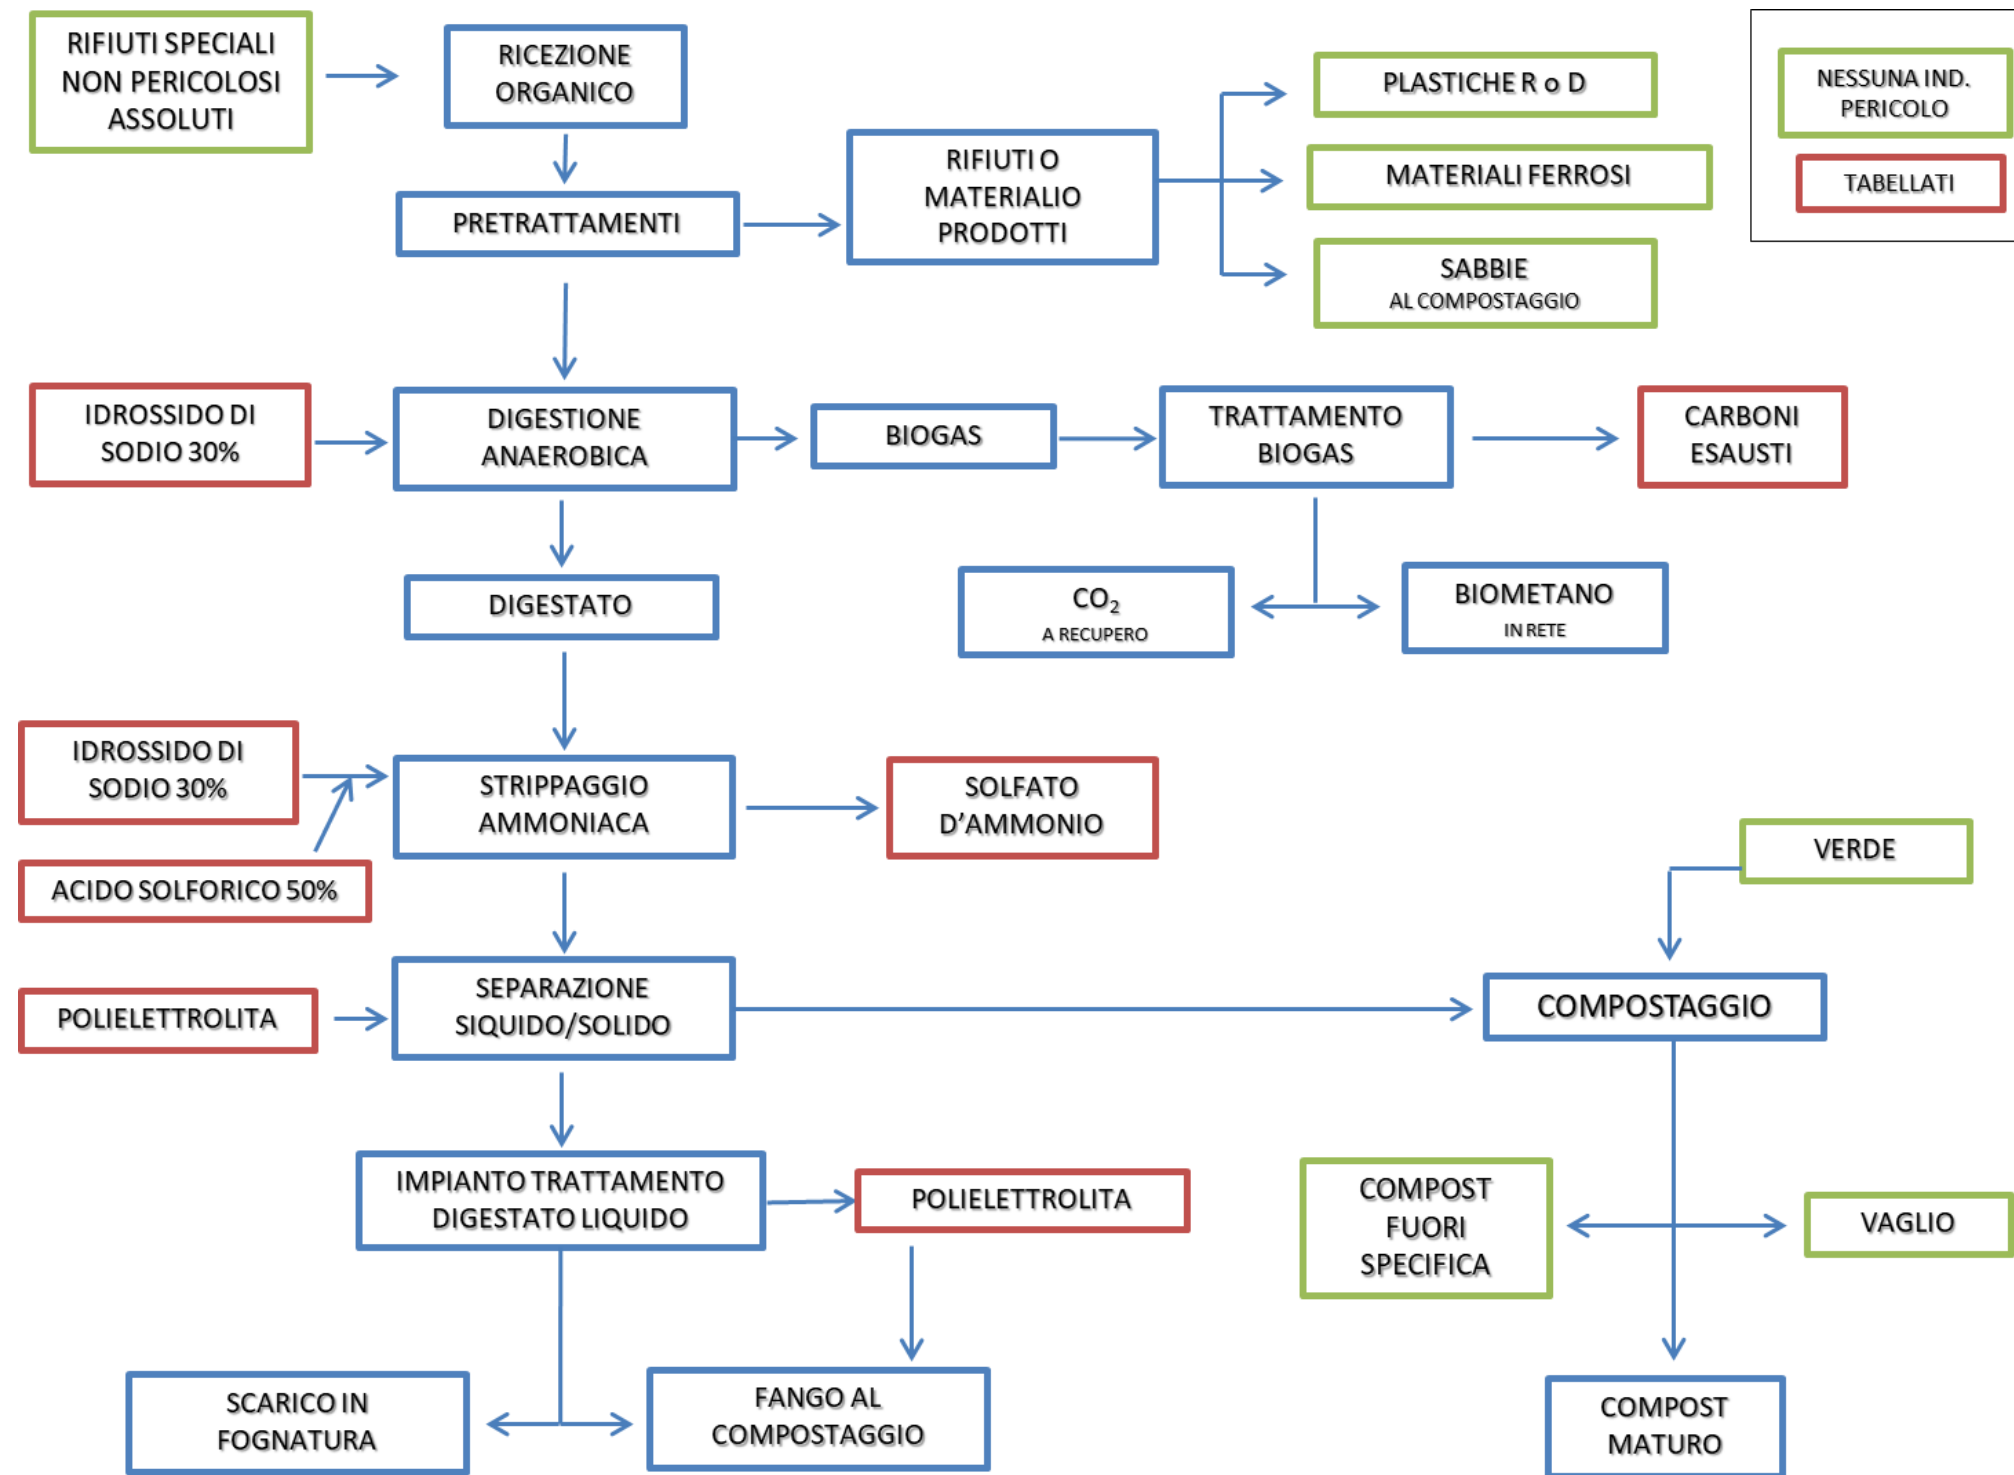 RIFIUTI SPECIALI
NON PERICOLOSI
ASSOLUTI
RICEZIONE
ORGANICO
PLASTICHE R o D
NESSUNA IND.
PERICOLO
RIFIUTI O
MATERIALIO
PRODOTTI
MATERIALI FERROSI
TABELLATI
PRETRATTAMENTI
SABBIE
AL COMPOSTAGGIO
IDROSSIDO DI
SODIO 30%
DIGESTIONE
ANAEROBICA
BIOGAS
TRATTAMENTO
BIOGAS
CARBONI
ESAUSTI
DIGESTATO
CO₂
A RECUPERO
BIOMETANO
IN RETE
IDROSSIDO DI
SODIO 30%
STRIPPAGGIO
AMMONIACA
SOLFATO
D'AMMONIO
VERDE
ACIDO SOLFORICO 50%
POLIELETTROLITA
SEPARAZIONE
SIQUIDO/SOLIDO
COMPOSTAGGIO
IMPIANTO TRATTAMENTO
DIGESTATO LIQUIDO
POLIELETTROLITA
COMPOST
FUORI
SPECIFICA
VAGLIO
SCARICO IN
FOGNATURA
FANGO AL
COMPOSTAGGIO
COMPOST
MATURO